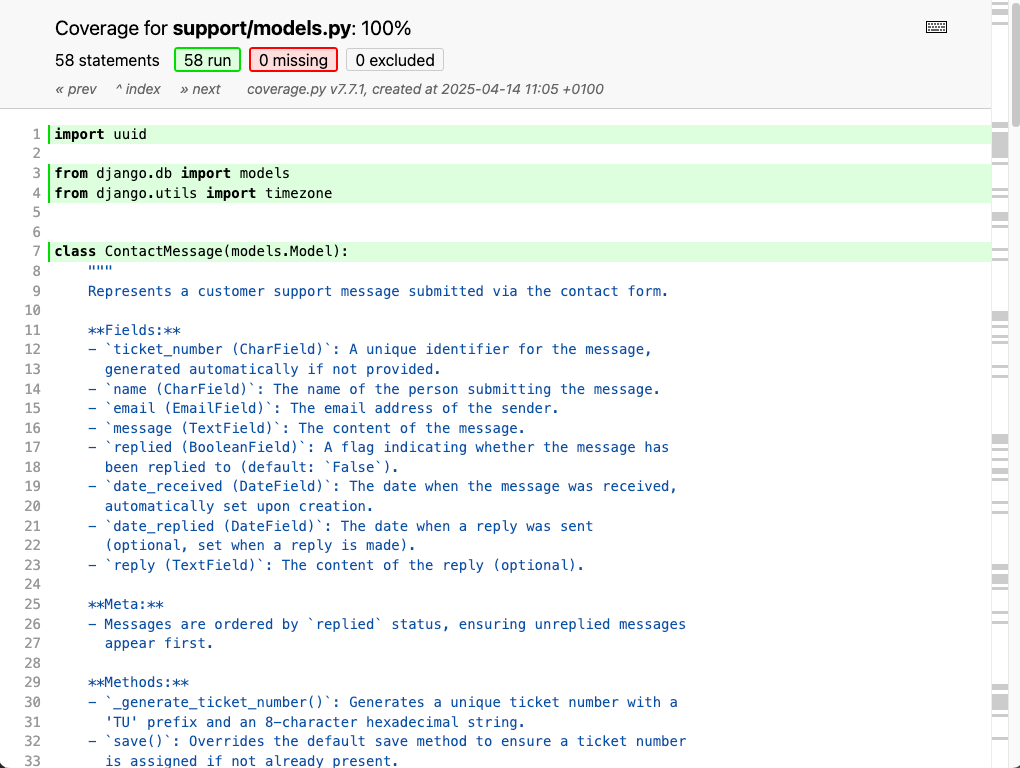 Coverage for support/models.py: 100%
58 statements 58 run 0 missing 0 excluded
« prev ^ index » next coverage.py v7.7.1, created at 2025-04-14 11:05 +0100
1 import uuid
2
3 from django.db import models
4 from django.utils import timezone
5
6
7 class ContactMessage(models.Model):
8 """
9 Represents a customer support message submitted via the contact form.
10
11 **Fields:**
12 - `ticket_number (CharField)`: A unique identifier for the message,
13 generated automatically if not provided.
14 - `name (CharField)`: The name of the person submitting the message.
15 - `email (EmailField)`: The email address of the sender.
16 - `message (TextField)`: The content of the message.
17 - `replied (BooleanField)`: A flag indicating whether the message has
18 been replied to (default: `False`).
19 - `date_received (DateField)`: The date when the message was received,
20 automatically set upon creation.
21 - `date_replied (DateField)`: The date when a reply was sent
22 (optional, set when a reply is made).
23 - `reply (TextField)`: The content of the reply (optional).
24
25 **Meta:**
26 - Messages are ordered by `replied` status, ensuring unreplied messages
27 appear first.
28
29 **Methods:**
30 - `_generate_ticket_number()`: Generates a unique ticket number with a
31 'TU' prefix and an 8-character hexadecimal string.
32 - `save()`: Overrides the default save method to ensure a ticket number
33 is assigned if not already present.